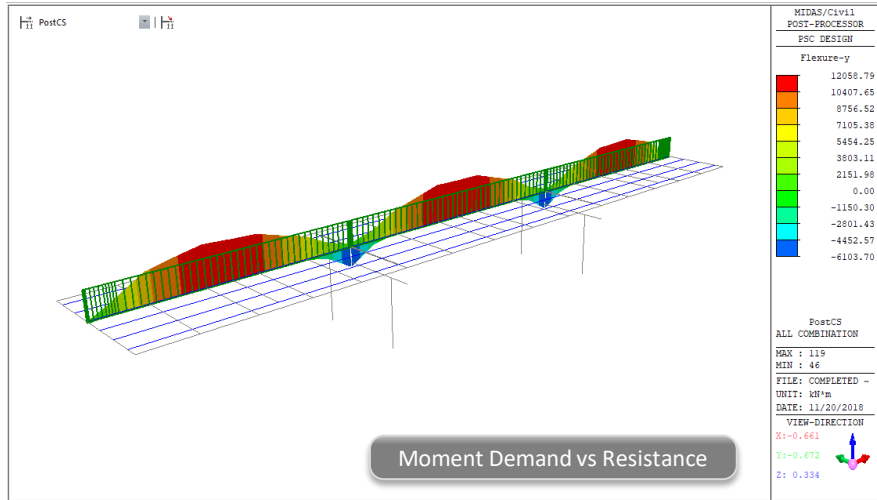 PostCS
MIDAS/Civil
POST-PROCESSOR
PSC DESIGN
Flexure-y
12058.79
10407.65
8756.52
7105.38
5454.25
3803.11
2151.98
0.00
-1150.30
-2801.43
-4452.57
-6103.70
PostCS
ALL COMBINATION
MAX : 119
MIN : 46
FILE: COMPLETED ~
UNIT: kN*m
DATE: 11/20/2018
VIEW-DIRECTION
X:-0.661
Y:-0.672
Z: 0.334
Moment Demand vs Resistance